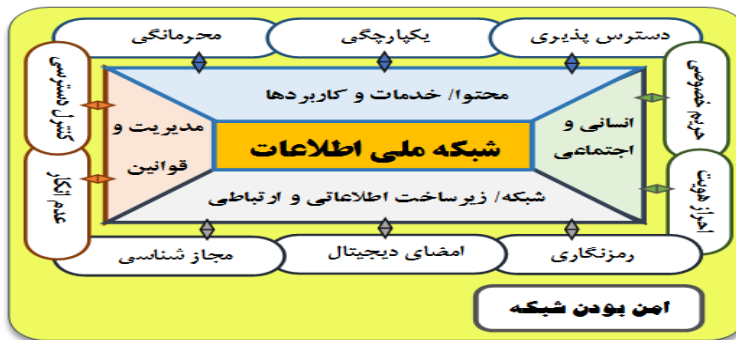 دسترس پذیری
یکپارچگی
محرمانگی
حریم خصوصی
احراز هویت
محتوا/ خدمات و کاربردها
انسانی و
اجتماعی
شبکه ملی اطلاعات
مدیریت و
قوانین
شبکه/ زیرساخت اطلاعاتی و ارتباطی
کنترل دسترسی
عدم انکار
رمزنگاری
امضای دیجیتال
مجاز شناسی
امن بودن شبکه